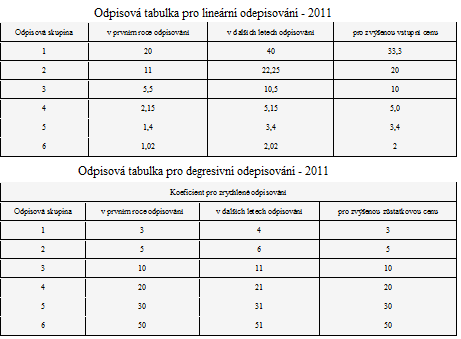 Odpisová tabulka pro lineární odepisování - 2011
Odpisová skupina v prvním roce odpisování v dalších letech odpisování pro zvýšenou vstupní cenu
1 20 40 33,3
2 11 22,25 20
3 5,5 10,5 10
4 2,15 5,15 5,0
5 1,4 3,4 3,4
6 1,02 2,02 2
Odpisová tabulka pro degresivní odepisování - 2011
Koeficient pro zrychlené odpisování
Odpisová skupina v prvním roce odpisování v dalších letech odpisování pro zvýšenou zůstatkovou cenu
1 3 4 3
2 5 6 5
3 10 11 10
4 20 21 20
5 30 31 30
6 50 51 50